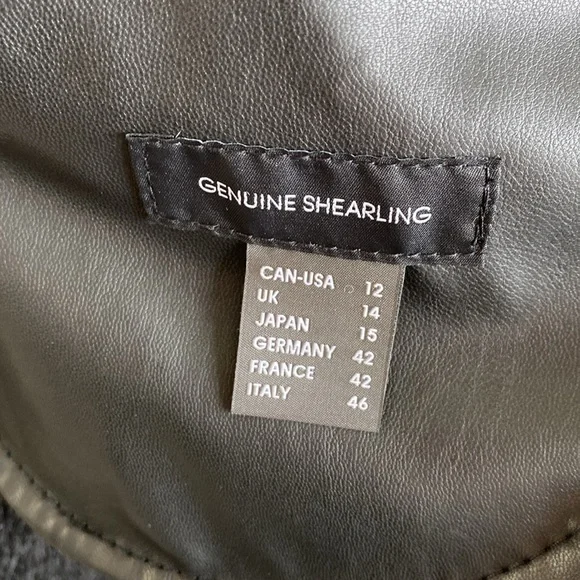 GENUINE SHEARLING
CAN-USA 12
UK 14
JAPAN 15
GERMANY 42
FRANCE 42
ITALY 46